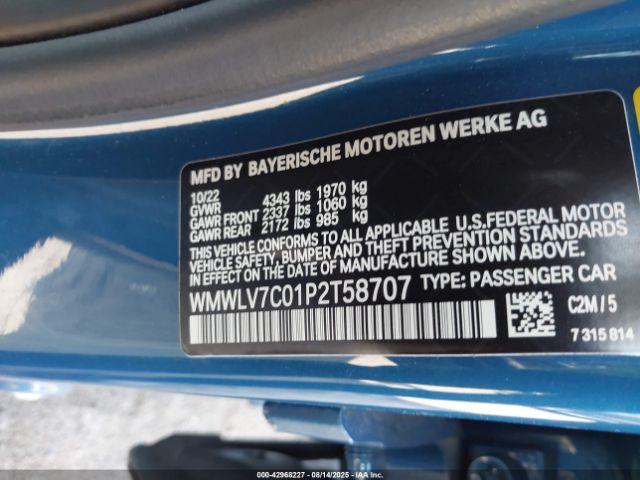 MFD BY BAYERISCHE MOTOREN WERKE AG
10/22
GVWR 4343 lbs 1970 kg
GAWR FRONT 2337 lbs 1060 kg
GAWR REAR 2172 lbs 985 kg
THIS VEHICLE CONFORMS TO ALL APPLICABLE U.S.FEDERAL MOTOR
VEHICLE SAFETY, BUMPER AND THEFT PREVENTION STANDARDS
IN EFFECT ON THE DATE OF MANUFACTURE SHOWN ABOVE.
WMWLV7C01P2T58707 TYPE: PASSENGER CAR
C2M/5
7 315 814
©-42968227 - 08/14/2025 - IAA Inc.